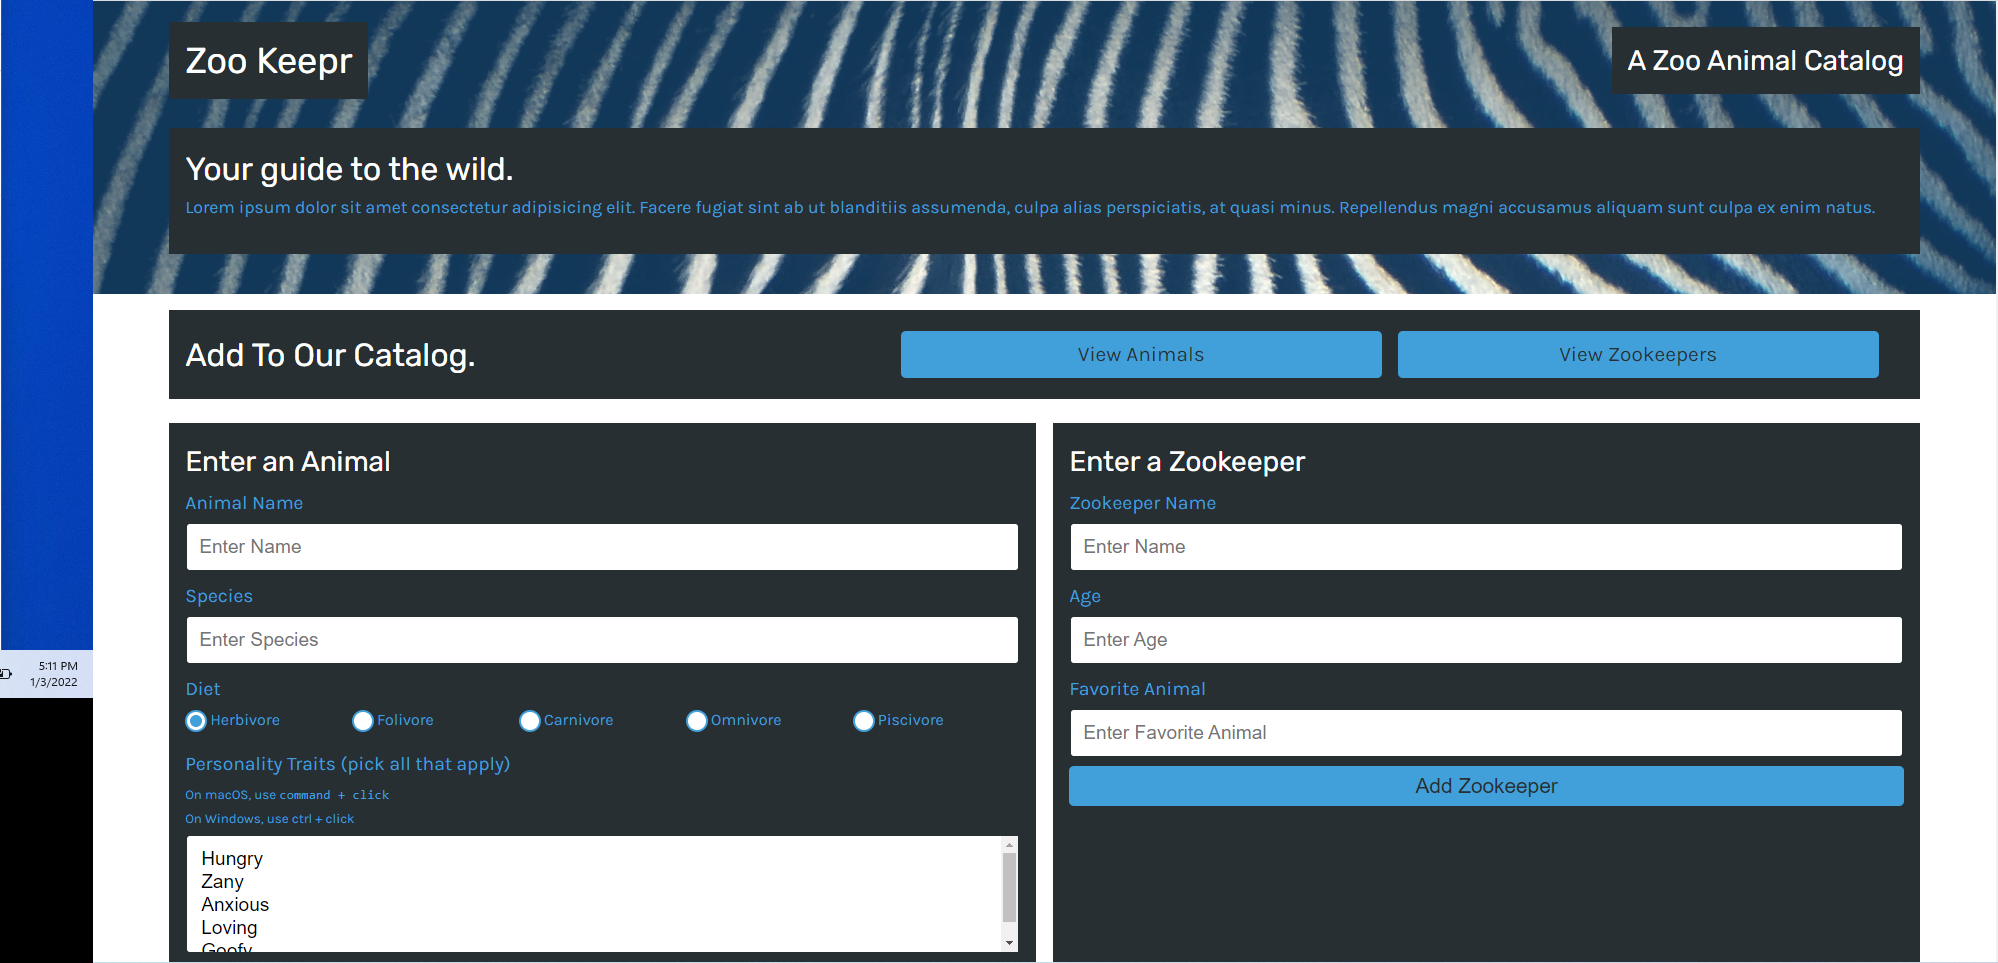 Zoo Keepr
A Zoo Animal Catalog
Your guide to the wild.
Lorem ipsum dolor sit amet consectetur adipisicing elit. Facere fugiat sint ab ut blanditiis assumenda, culpa alias perspiciatis, at quasi minus. Repellendus magni accusamus aliquam sunt culpa ex enim natus.
Add To Our Catalog.
View Animals
View Zookeepers
Enter an Animal
Animal Name
Enter Name
Species
Enter Species
Diet
Herbivore
Folivore
Carnivore
Omnivore
Piscivore
Personality Traits (pick all that apply)
On macOS, use command + click
On Windows, use ctrl + click
Hungry
Zany
Anxious
Loving
Goofy
Enter a Zookeeper
Zookeeper Name
Enter Name
Age
Enter Age
Favorite Animal
Enter Favorite Animal
Add Zookeeper
5:11 PM
1/3/2022